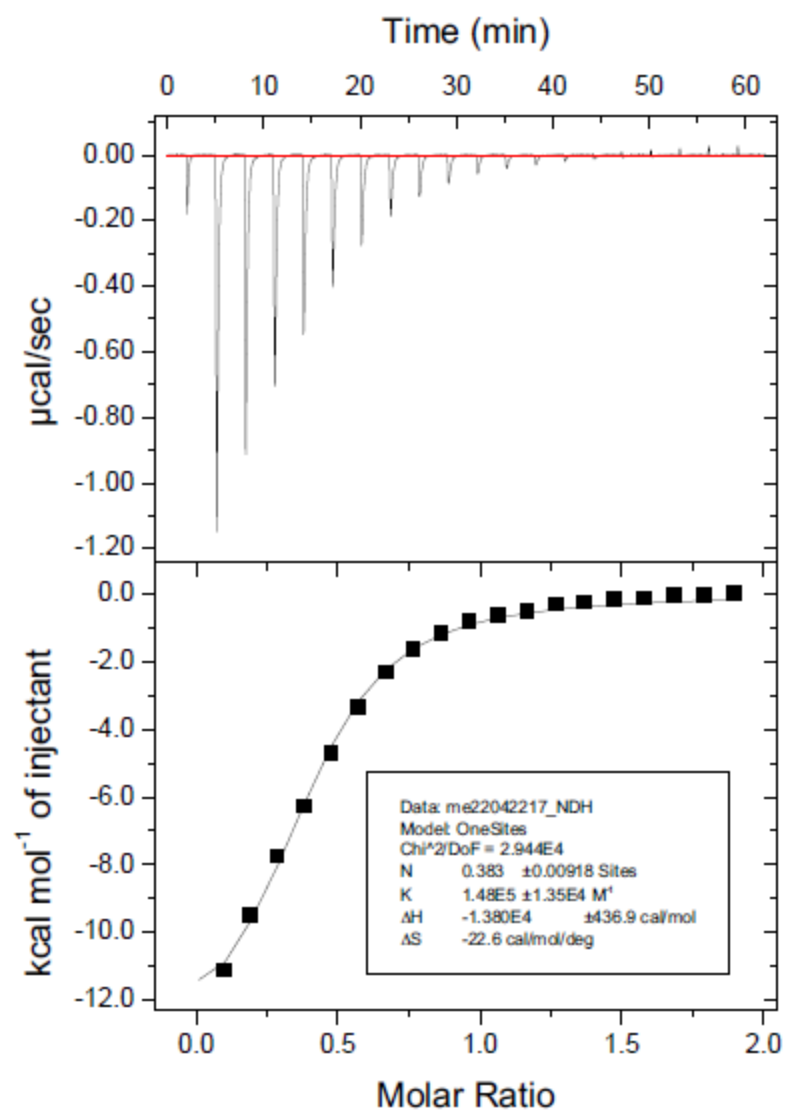 Time (min)
0 10 20 30 40 50 60
0.00
-0.20
-0.40
-0.60
-0.80
-1.00
-1.20
µcal/sec
0.0
-2.0
-4.0
-6.0
-8.0
-10.0
-12.0
kcal mol⁻¹ of injectant
Data: me22042217_NDH
Model: OneSites
Chi^2/DoF = 2.944E4
N 0.383 ±0.00918 Sites
K 1.48E5 ±1.35E4 M⁻¹
ΔH -1.380E4 ±436.9 cal/mol
ΔS -22.6 cal/mol/deg
0.0 0.5 1.0 1.5 2.0
Molar Ratio